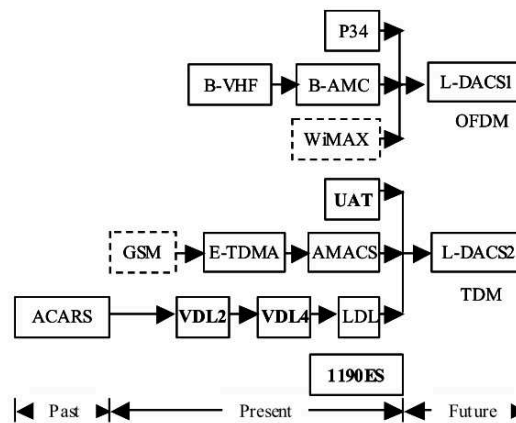 P34
B-VHF B-AMC L-DACS1
OFDM
WiMAX
UAT
GSM E-TDMA AMACS L-DACS2
TDM
ACARS VDL2 VDL4 LDL
1190ES
Past Present Future